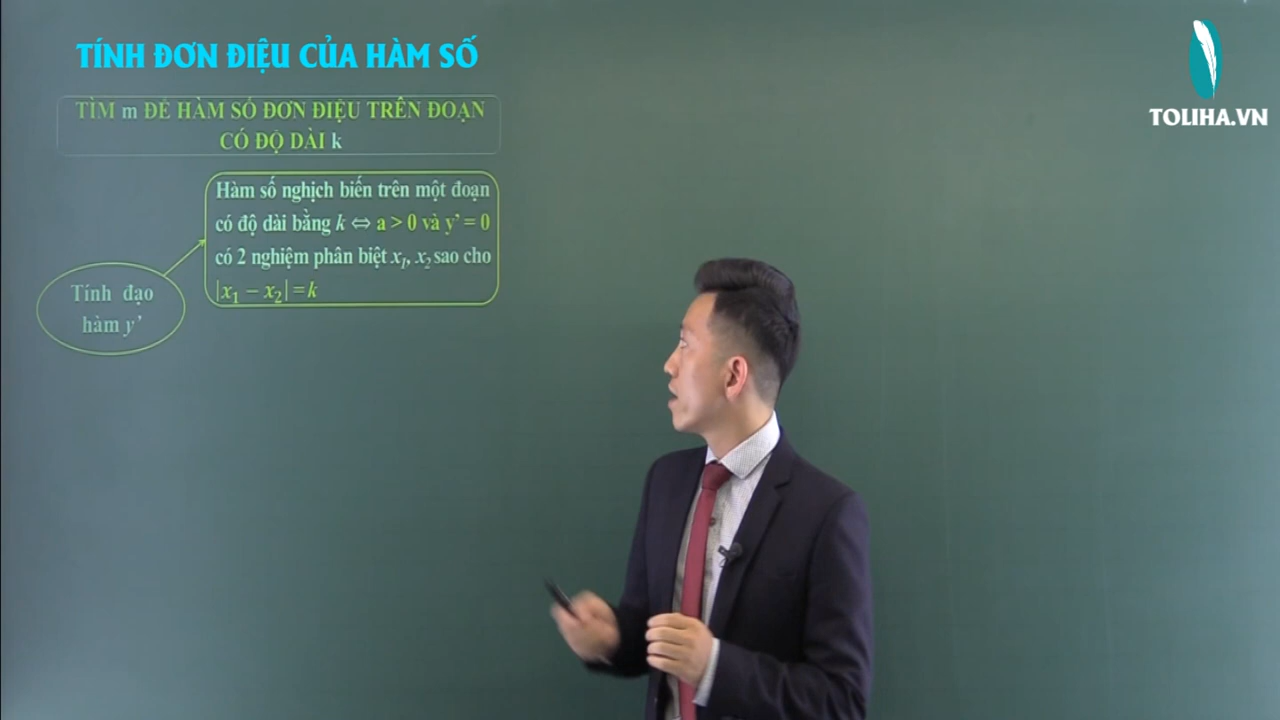 TÍNH ĐƠN ĐIỆU CỦA HÀM SỐ
TOLIHA.VN
TÌM m ĐỂ HÀM SỐ ĐƠN ĐIỆU TRÊN ĐOẠN
CÓ ĐỘ DÀI k
Hàm số nghịch biến trên một đoạn
có độ dài bằng k ⇔ a > 0 và y’ = 0
có 2 nghiệm phân biệt x₁, x₂ sao cho
|x₁ − x₂| = k
Tính đạo
hàm y’